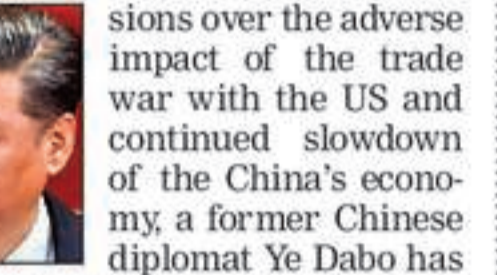 sions over the adverse
impact of the trade
war with the US and
continued slowdown
of the China's econo-
my, a former Chinese
diplomat Ye Dabo has